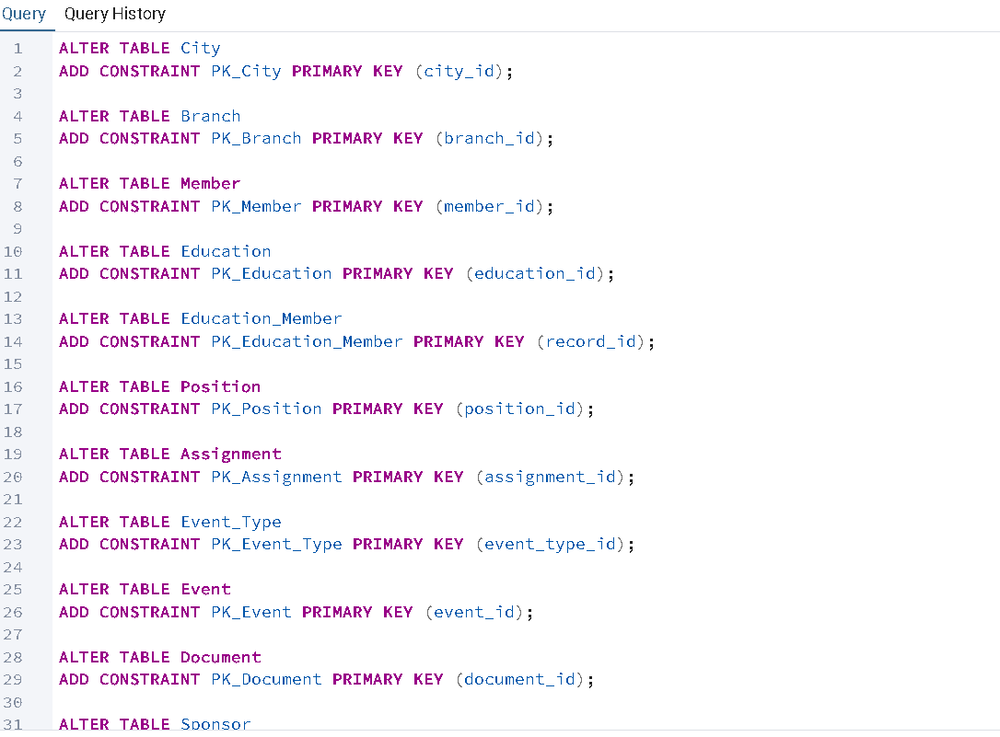 Query Query History
1 ALTER TABLE City
2 ADD CONSTRAINT PK_City PRIMARY KEY (city_id);
3
4 ALTER TABLE Branch
5 ADD CONSTRAINT PK_Branch PRIMARY KEY (branch_id);
6
7 ALTER TABLE Member
8 ADD CONSTRAINT PK_Member PRIMARY KEY (member_id);
9
10 ALTER TABLE Education
11 ADD CONSTRAINT PK_Education PRIMARY KEY (education_id);
12
13 ALTER TABLE Education_Member
14 ADD CONSTRAINT PK_Education_Member PRIMARY KEY (record_id);
15
16 ALTER TABLE Position
17 ADD CONSTRAINT PK_Position PRIMARY KEY (position_id);
18
19 ALTER TABLE Assignment
20 ADD CONSTRAINT PK_Assignment PRIMARY KEY (assignment_id);
21
22 ALTER TABLE Event_Type
23 ADD CONSTRAINT PK_Event_Type PRIMARY KEY (event_type_id);
24
25 ALTER TABLE Event
26 ADD CONSTRAINT PK_Event PRIMARY KEY (event_id);
27
28 ALTER TABLE Document
29 ADD CONSTRAINT PK_Document PRIMARY KEY (document_id);
30
31 ALTER TABLE Sponsor